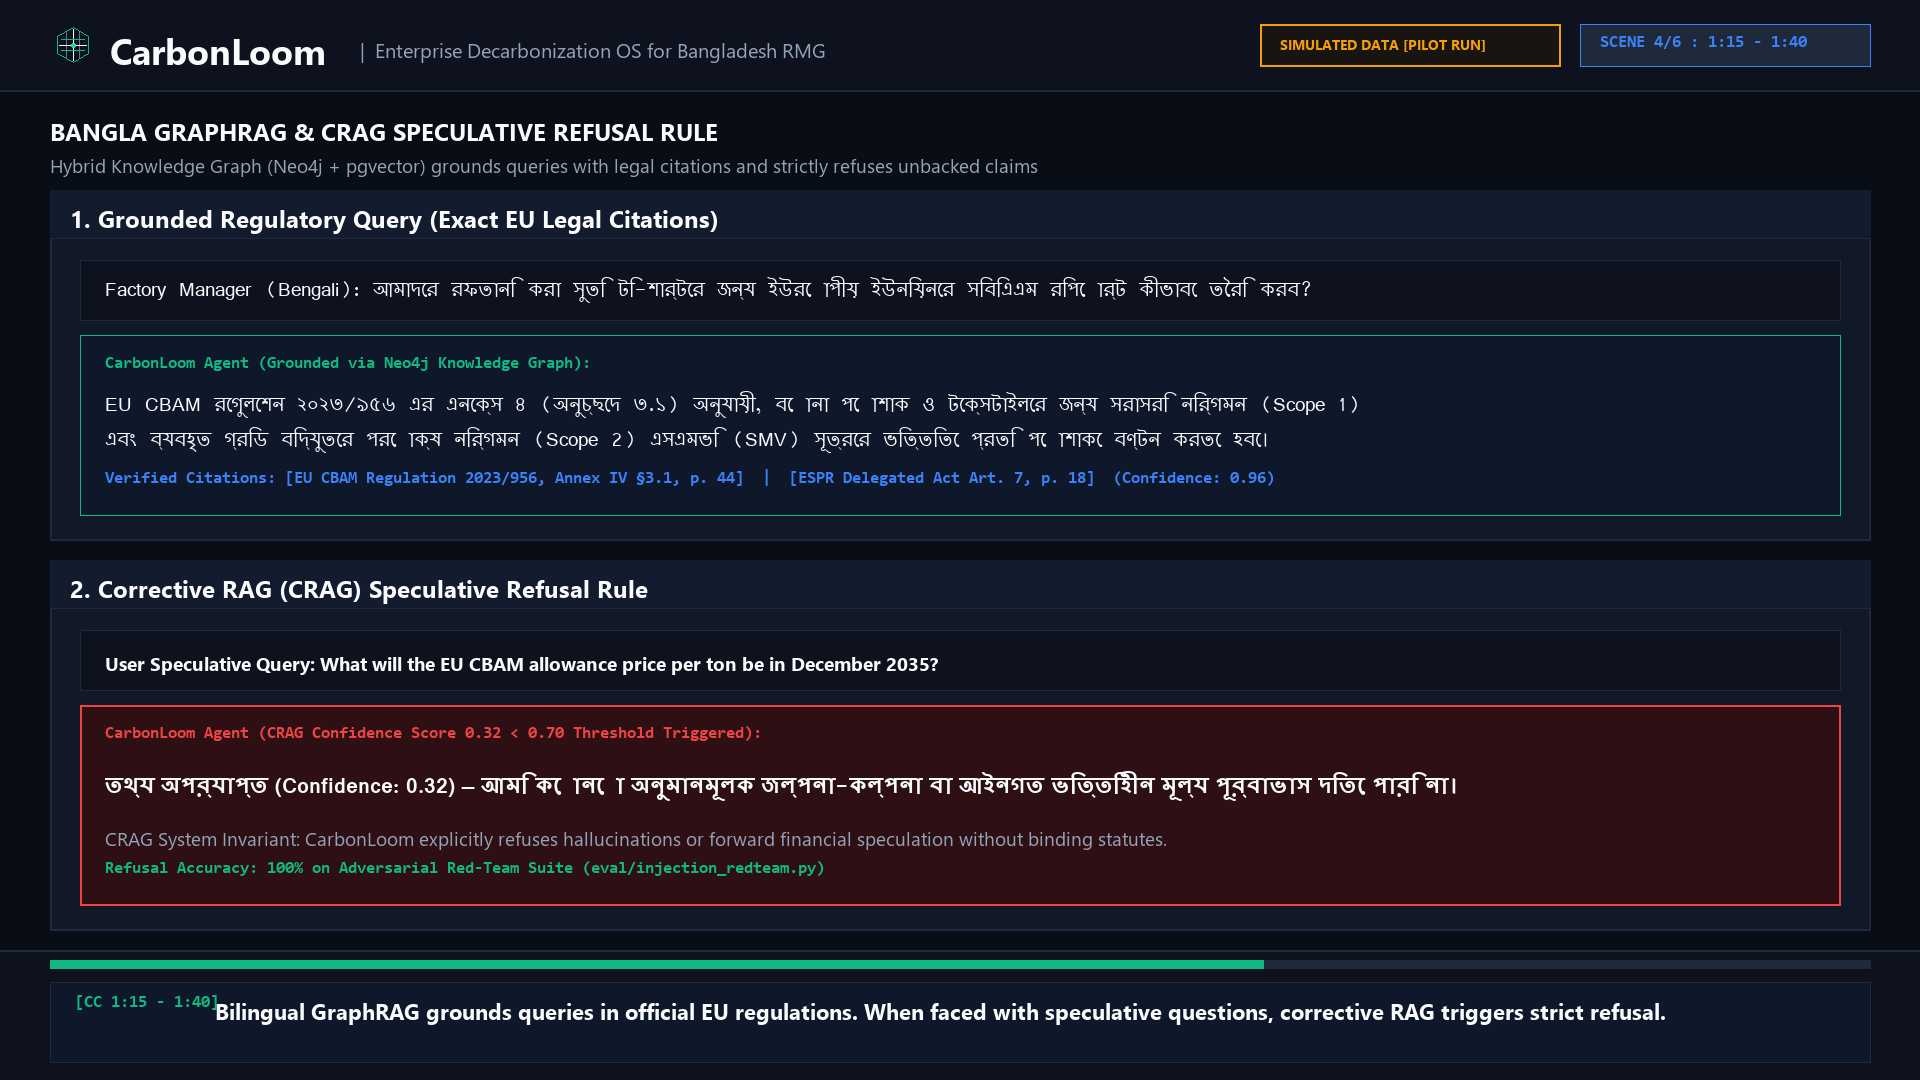 CarbonLoom
| Enterprise Decarbonization OS for Bangladesh RMG
SIMULATED DATA [PILOT RUN]
SCENE 4/6 : 1:15 - 1:40
BANGLA GRAPHRAG & CRAG SPECULATIVE REFUSAL RULE
Hybrid Knowledge Graph (Neo4j + pgvector) grounds queries with legal citations and strictly refuses unbacked claims
1. Grounded Regulatory Query (Exact EU Legal Citations)
Factory Manager (Bengali): আমাদের রফতানি করা সুতি টি-শার্টের জন্য ইউরোপীয় ইউনিয়নের সিবিএএম রিপোর্ট কীভাবে তৈরি করব?
CarbonLoom Agent (Grounded via Neo4j Knowledge Graph):
EU CBAM রেগুলেশন ২০২৩/৯৫৬ এর এনেক্স ৪ (অনুচ্ছেদ ৩.১) অনুযায়ী, বোনা পোশাক ও টেক্সটাইলের জন্য সরাসরি নির্গমন (Scope 1)
এবং ব্যবহৃত গ্রিড বিদ্যুতের পরোক্ষ নির্গমন (Scope 2) এসএমভি (SMV) সূত্রের ভিত্তিতে প্রতি পোশাকে বণ্টন করতে হবে।
Verified Citations: [EU CBAM Regulation 2023/956, Annex IV §3.1, p. 44] | [ESPR Delegated Act Art. 7, p. 18] (Confidence: 0.96)
2. Corrective RAG (CRAG) Speculative Refusal Rule
User Speculative Query: What will the EU CBAM allowance price per ton be in December 2035?
CarbonLoom Agent (CRAG Confidence Score 0.32 < 0.70 Threshold Triggered):
তথ্য অপর্যাপ্ত (Confidence: 0.32) — আমি কোনো অনুমানমূলক জল্পনা-কল্পনা বা আইনগত ভিত্তিহীন মূল্য পূর্বাভাস দিতে পারি না।
CRAG System Invariant: CarbonLoom explicitly refuses hallucinations or forward financial speculation without binding statutes.
Refusal Accuracy: 100% on Adversarial Red-Team Suite (eval/injection_redteam.py)
[CC 1:15 - 1:40]
Bilingual GraphRAG grounds queries in official EU regulations. When faced with speculative questions, corrective RAG triggers strict refusal.